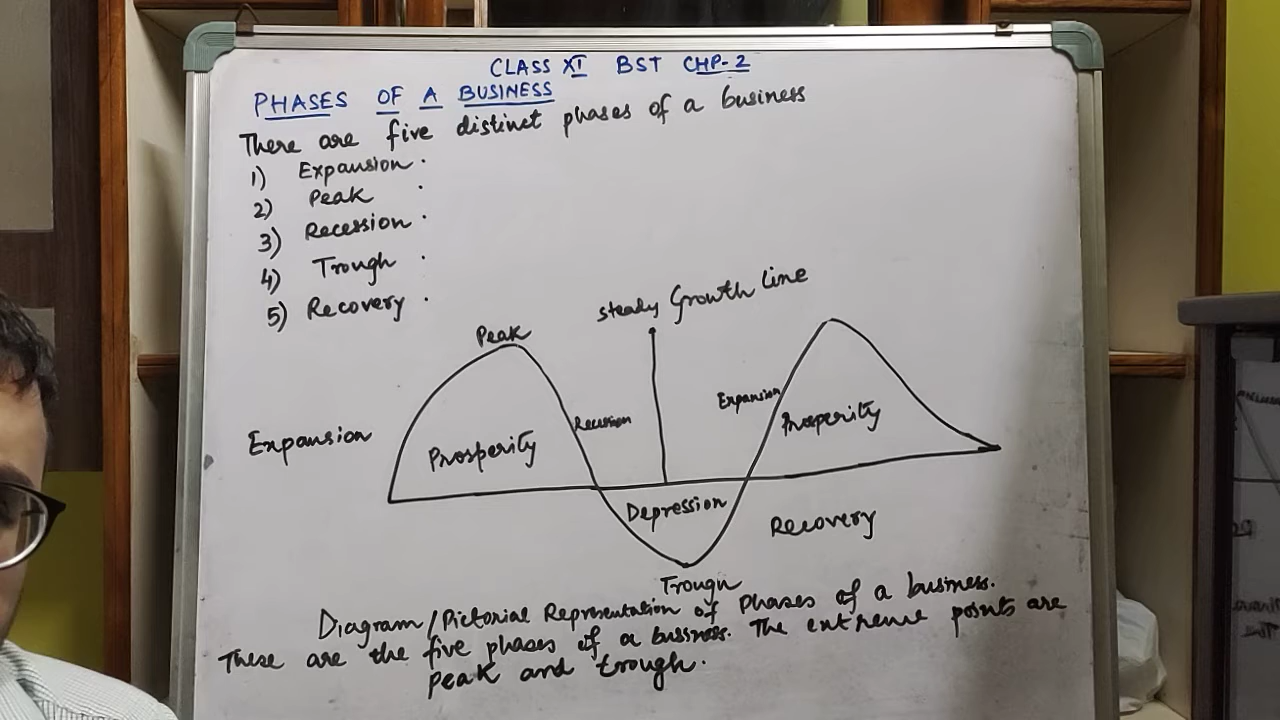 CLASS XI BST CHP-2
PHASES OF A BUSINESS
There are five distinct phases of a business
1) Expansion.
2) Peak.
3) Recession.
4) Trough.
5) Recovery.
steady Growth Line
Peak
Expansion
Recession
Expansion
Prosperity
Prosperity
Depression
Recovery
Trough
Diagram/Pictorial Representation of Phases of a business.
These are the five phases of a business. The extreme points are
peak and trough.